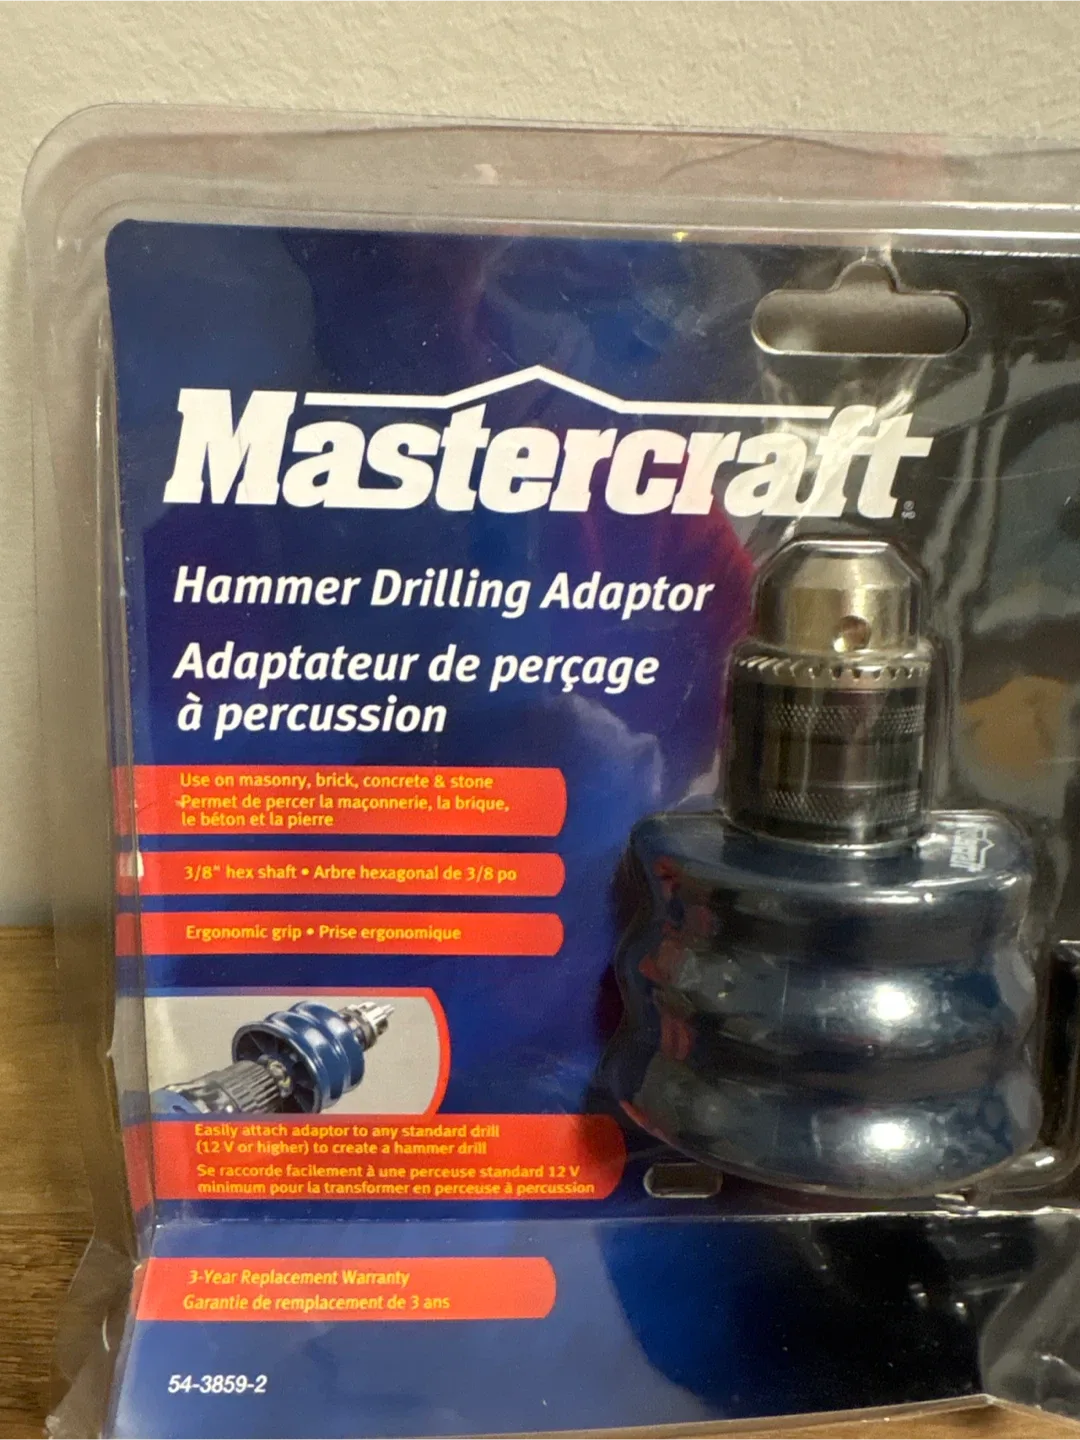 Mastercraft
Hammer Drilling Adaptor
Adaptateur de perçage
à percussion
Use on masonry, brick, concrete & stone
Permet de percer la maçonnerie, la brique,
le béton et la pierre
3/8" hex shaft • Arbre hexagonal de 3/8 po
Ergonomic grip • Prise ergonomique
Easily attach adaptor to any standard drill
(12 V or higher) to create a hammer drill
Se raccorde facilement à une perceuse standard 12 V
minimum pour la transformer en perceuse à percussion
3-Year Replacement Warranty
Garantie de remplacement de 3 ans
54-3859-2